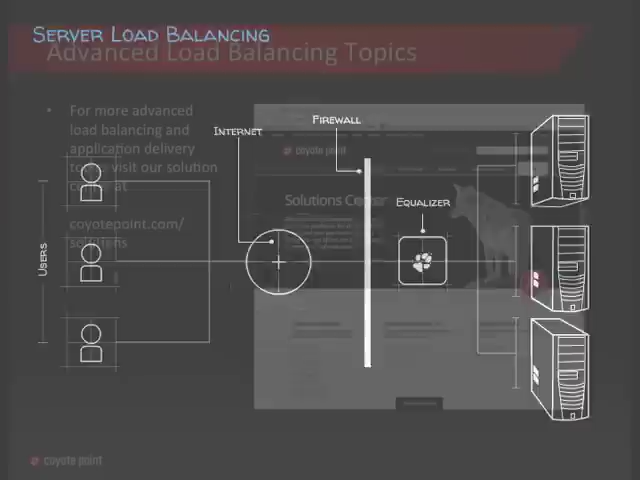 SERVER LOAD BALANCING
Advanced Load Balancing Topics
• For more advanced
load balancing and
application delivery
visit our solution
at
coyotepoint.com/
solutions
INTERNET
FIREWALL
EQUALIZER
USERS
coyote point
Solutions Center
coyote point